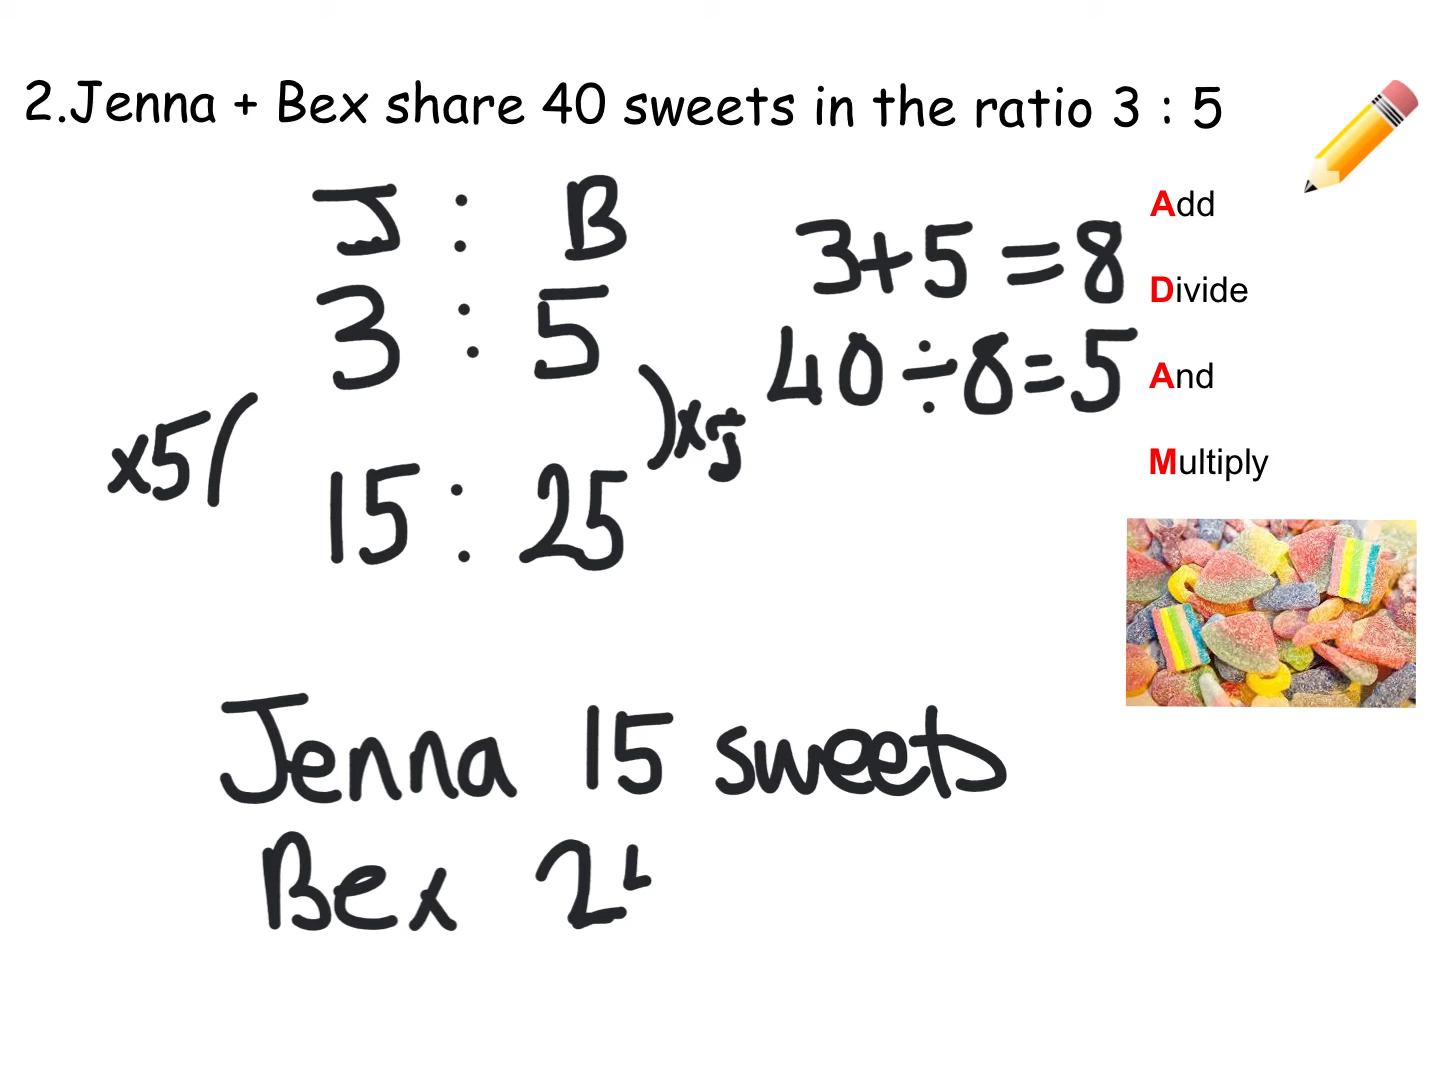 2.Jenna + Bex share 40 sweets in the ratio 3 : 5
J : B
3 : 5
x5 ( ) x5
15 : 25
3+5 = 8
40÷8=5
Add
Divide
And
Multiply
Jenna 15 sweets
Bex